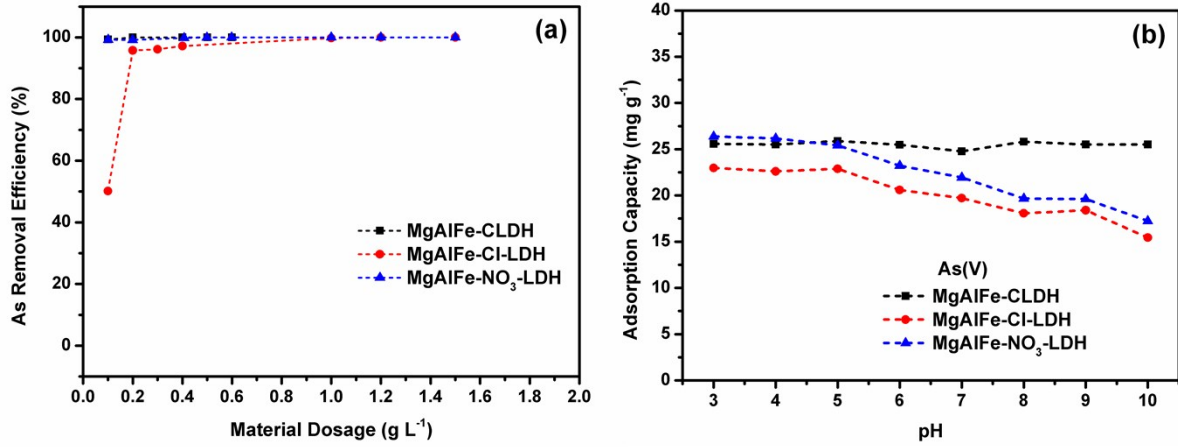 (a)
As Removal Efficiency (%)
100
80
60
40
20
0
MgAlFe-CLDH
MgAlFe-Cl-LDH
MgAlFe-NO₃-LDH
0.0 0.2 0.4 0.6 0.8 1.0 1.2 1.4 1.6 1.8 2.0
Material Dosage (g L⁻¹)
(b)
Adsorption Capacity (mg g⁻¹)
40
35
30
25
20
15
10
5
0
As(V)
MgAlFe-CLDH
MgAlFe-Cl-LDH
MgAlFe-NO₃-LDH
3 4 5 6 7 8 9 10
pH